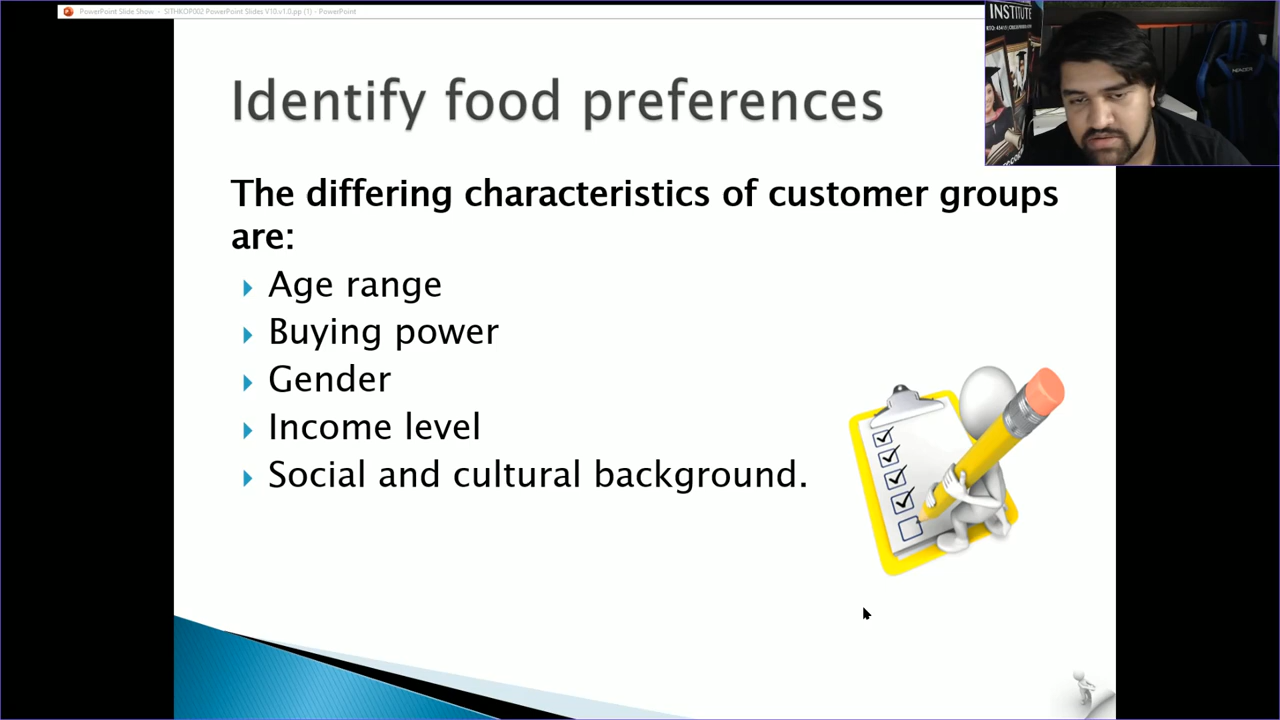 PowerPoint Slide Show - SITHKOP002 PowerPoint Slides V10.v1.0.pp (1) - PowerPoint
INSTITUTE
Identify food preferences
The differing characteristics of customer groups
are:
Age range
Buying power
Gender
Income level
Social and cultural background.